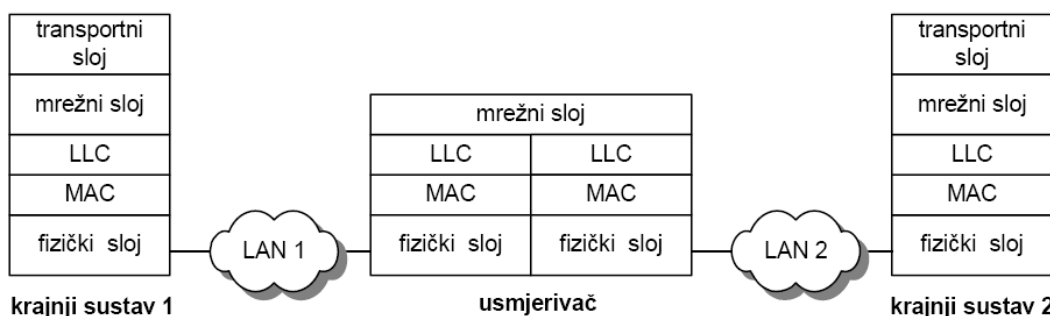 transportni
sloj
mrežni sloj
LLC
MAC
fizički sloj
krajnji sustav 1
LAN 1
mrežni sloj
LLC
LLC
MAC
MAC
fizički sloj
fizički sloj
usmjerivač
LAN 2
transportni
sloj
mrežni sloj
LLC
MAC
fizički sloj
krajnji sustav 2